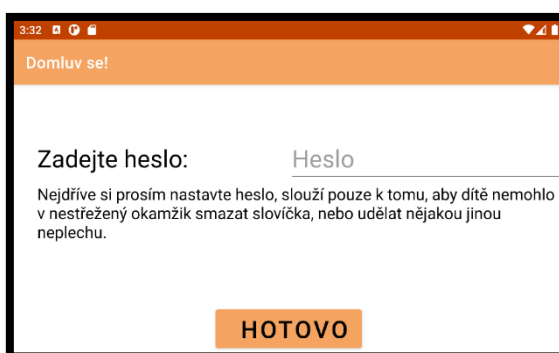 3:32
Domluv se!
Zadejte heslo: Heslo
Nejdříve si prosím nastavte heslo, slouží pouze k tomu, aby dítě nemohlo
v nestřežený okamžik smazat slovíčka, nebo udělat nějakou jinou
neplechu.
HOTOVO